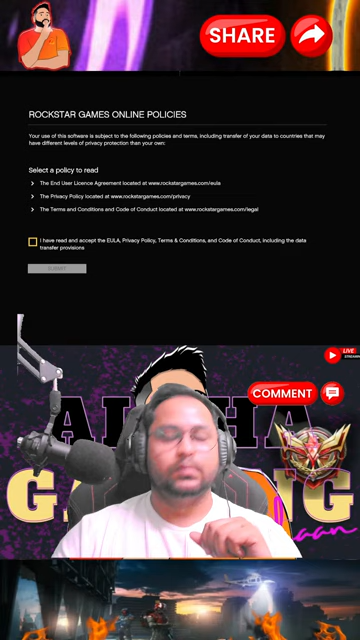 SHARE
ROCKSTAR GAMES ONLINE POLICIES
Your use of this software is subject to the following policies and terms, including transfer of your data to countries that may
have different levels of privacy protection than your own:
Select a policy to read
The End User Licence Agreement located at www.rockstargames.com/eula
The Privacy Policy located at www.rockstargames.com/privacy
The Terms and Conditions and Code of Conduct located at www.rockstargames.com/legal
I have read and accept the EULA, Privacy Policy, Terms & Conditions, and Code of Conduct, including the data
transfer provisions
SUBMIT
LIVE
STREAMING
COMMENT